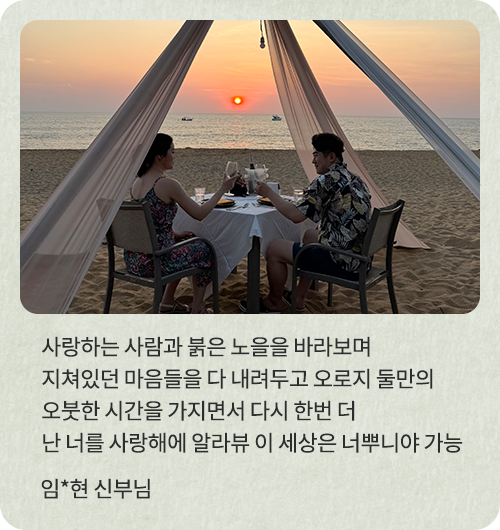 사랑하는 사람과 붉은 노을을 바라보며
지쳐있던 마음들을 다 내려두고 오로지 둘만의
오붓한 시간을 가지면서 다시 한번 더
난 너를 사랑해에 알라뷰 이 세상은 너뿌니야 가능
임*현 신부님